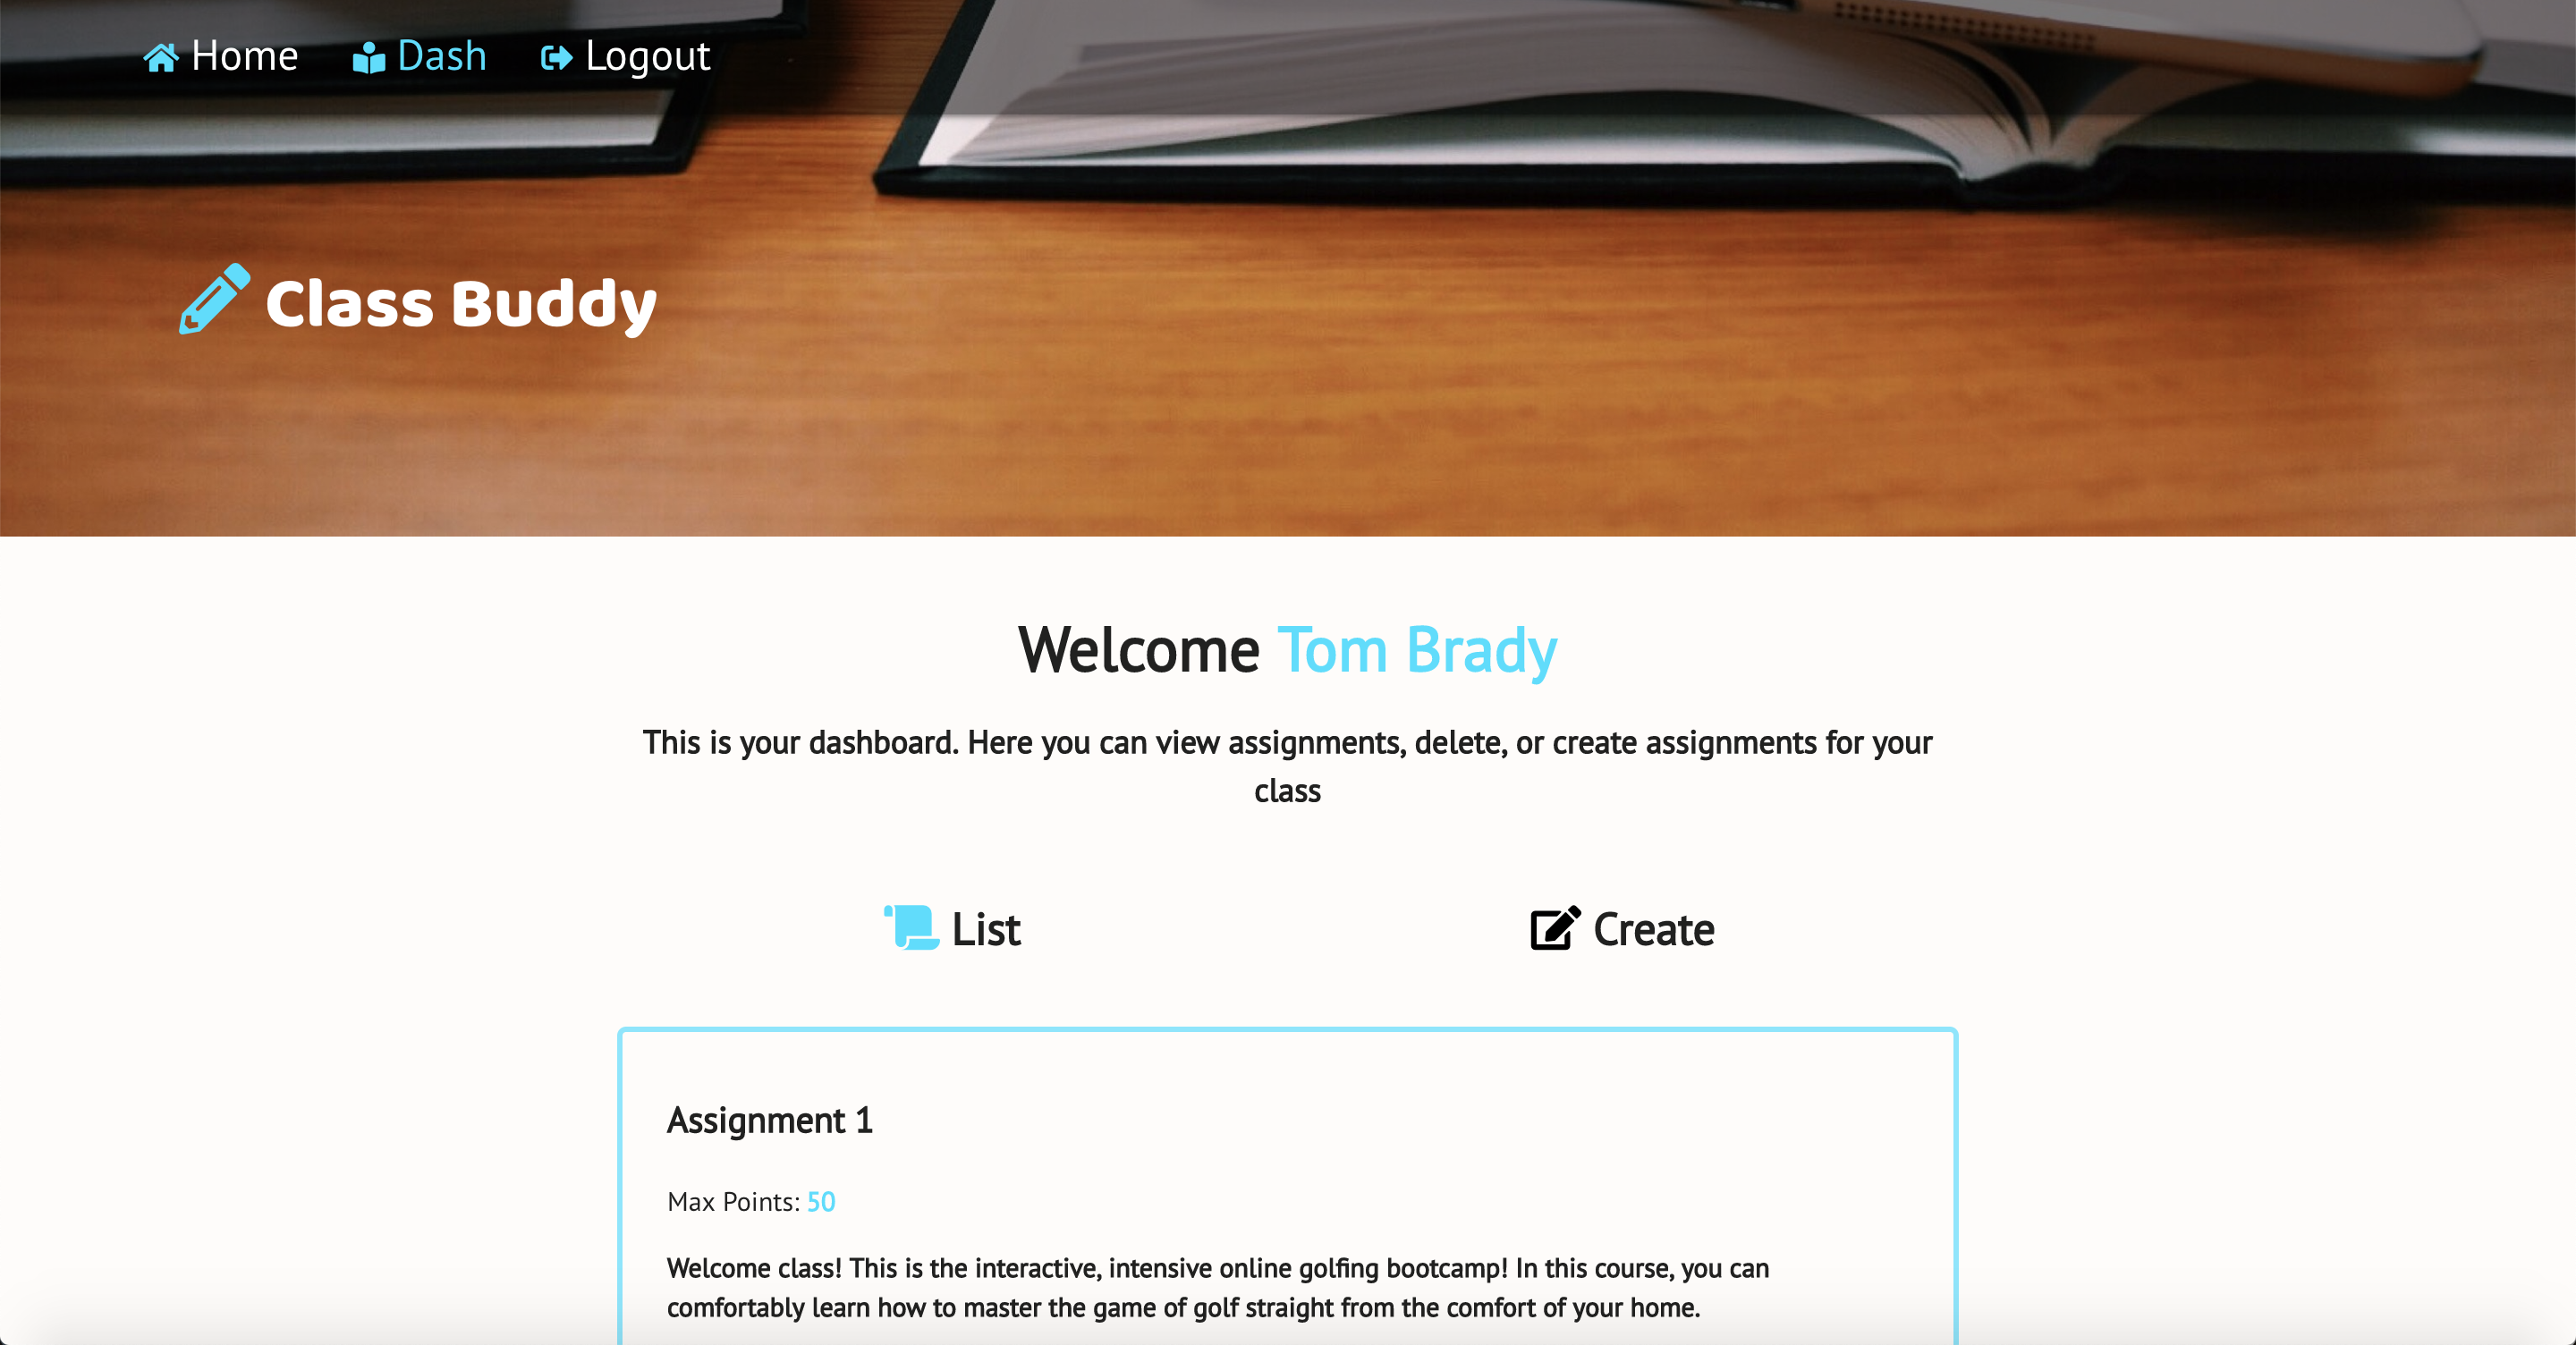 Home Dash Logout
Class Buddy
Welcome Tom Brady
This is your dashboard. Here you can view assignments, delete, or create assignments for your
class
List Create
Assignment 1
Max Points: 50
Welcome class! This is the interactive, intensive online golfing bootcamp! In this course, you can
comfortably learn how to master the game of golf straight from the comfort of your home.